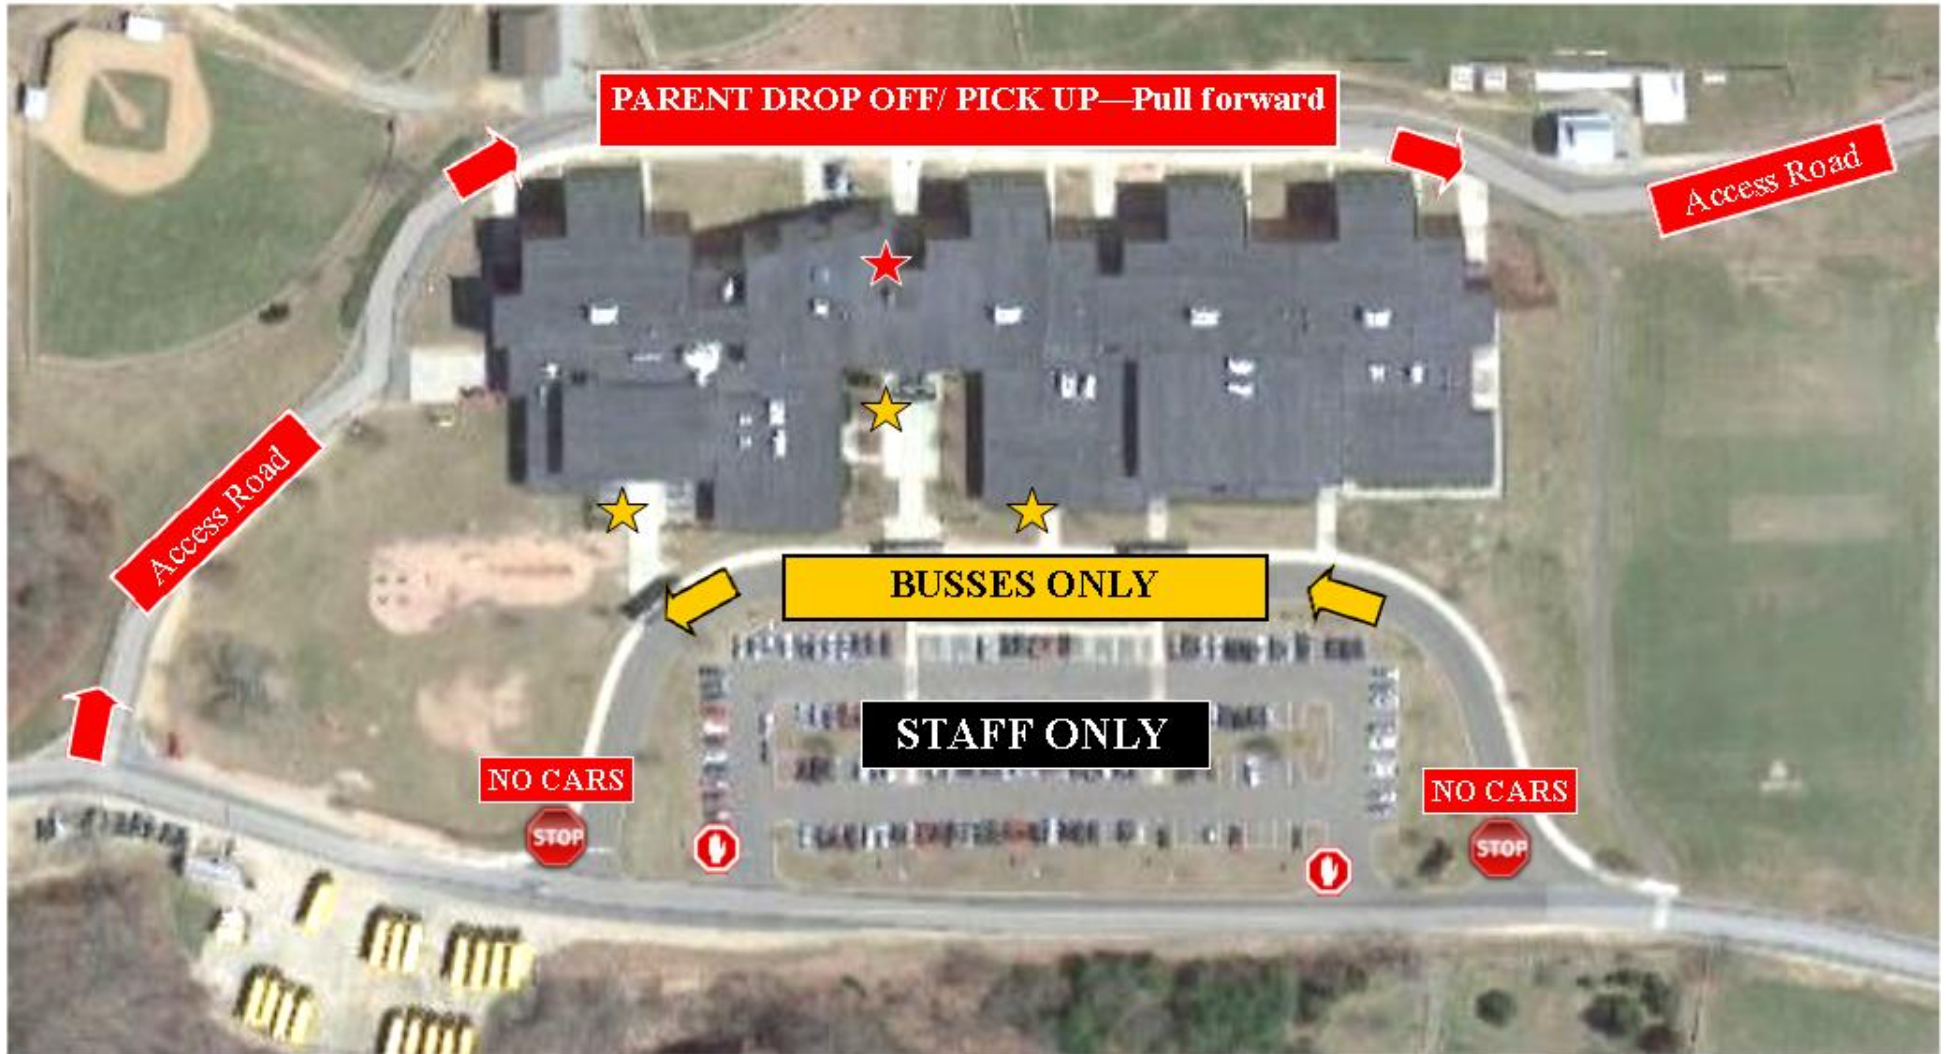 PARENT DROP OFF/ PICK UP—Pull forward
Access Road
Access Road
BUSSES ONLY
STAFF ONLY
NO CARS
NO CARS
STOP
STOP